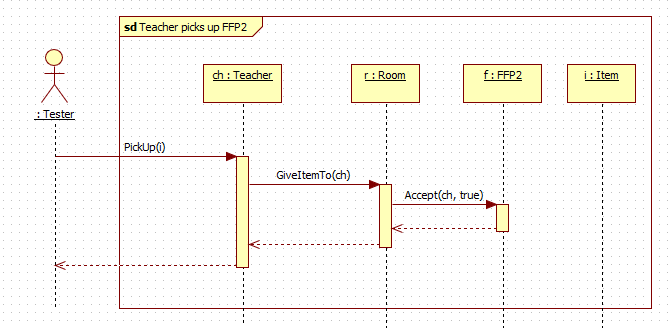 sd Teacher picks up FFP2
: Tester
ch : Teacher
r : Room
f : FFP2
i : Item
PickUp(i)
GiveItemTo(ch)
Accept(ch, true)